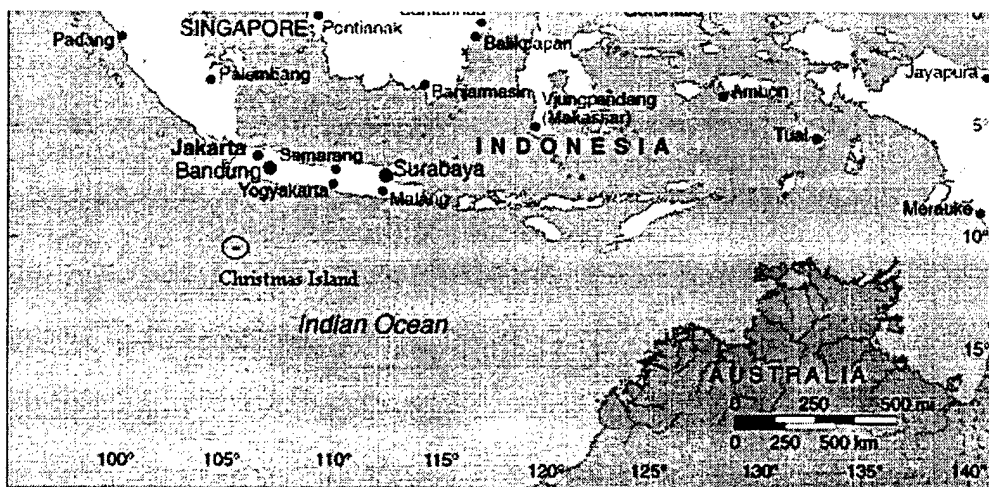 SINGAPORE
Pontianak
Padang
Balikpapan
Palembang
Banjarmasin
Ujungpandang
(Makassar)
Ambon
Jayapura
5°
Tual
INDONESIA
Jakarta
Bandung
Semarang
Surabaya
Yogyakarta
Malang
Merauke
10°
Christmas Island
Indian Ocean
15°
AUSTRALIA
0 250 500 mi
0 250 500 km
100° 105° 110° 115° 120° 125° 130° 135° 140°